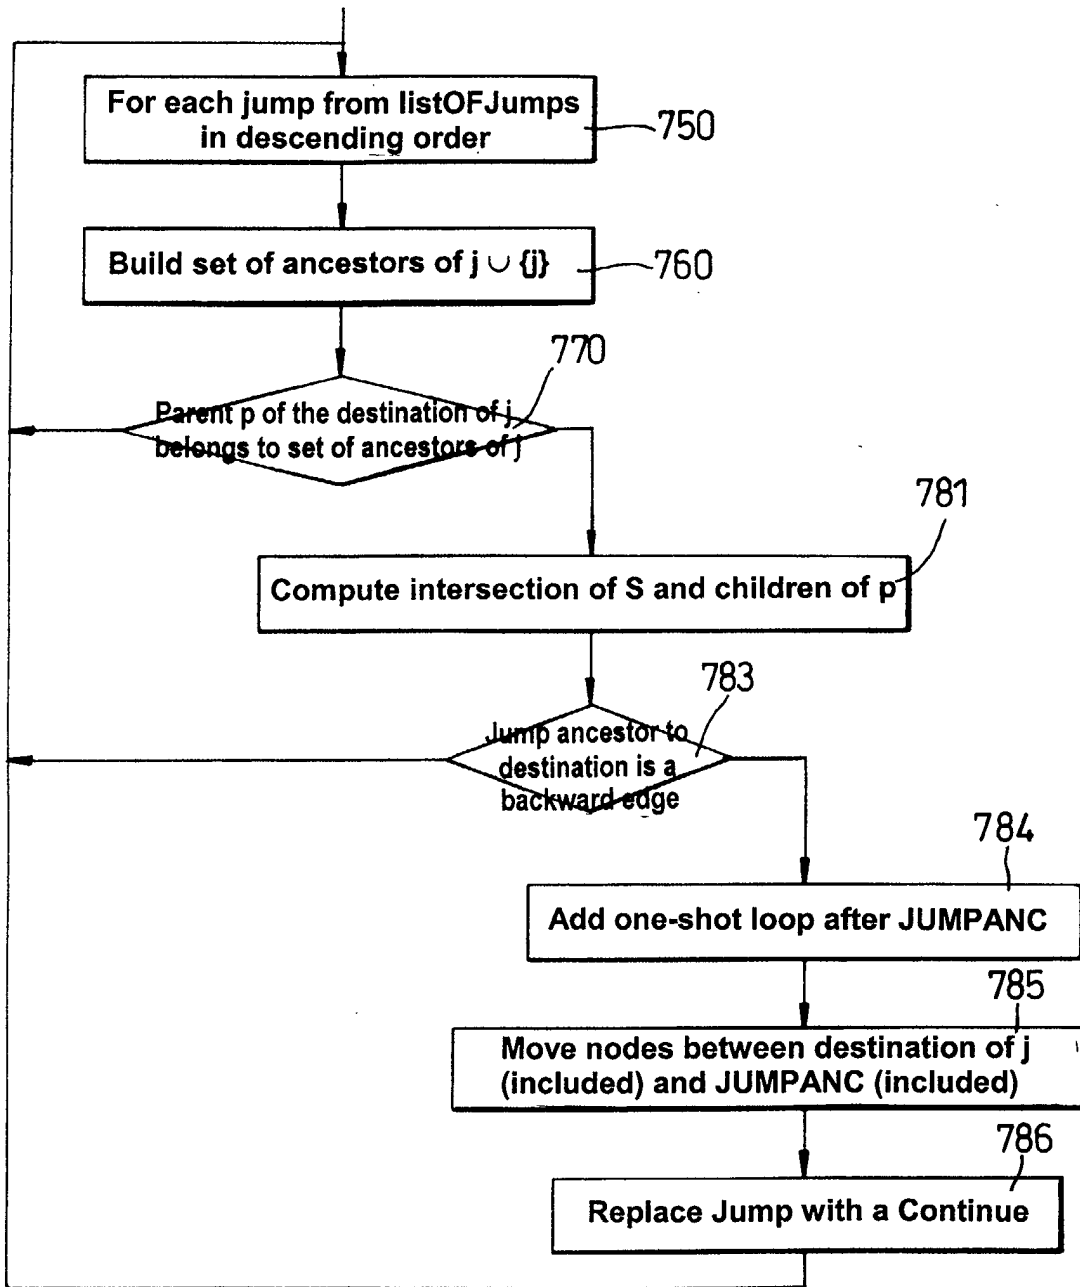 For each jump from listOFJumps
in descending order
750
Build set of ancestors of j ∪ {j}
760
770
Parent p of the destination of j
belongs to set of ancestors of j
781
Compute intersection of S and children of p
783
Jump ancestor to
destination is a
backward edge
784
Add one-shot loop after JUMPANC
785
Move nodes between destination of j
(included) and JUMPANC (included)
786
Replace Jump with a Continue